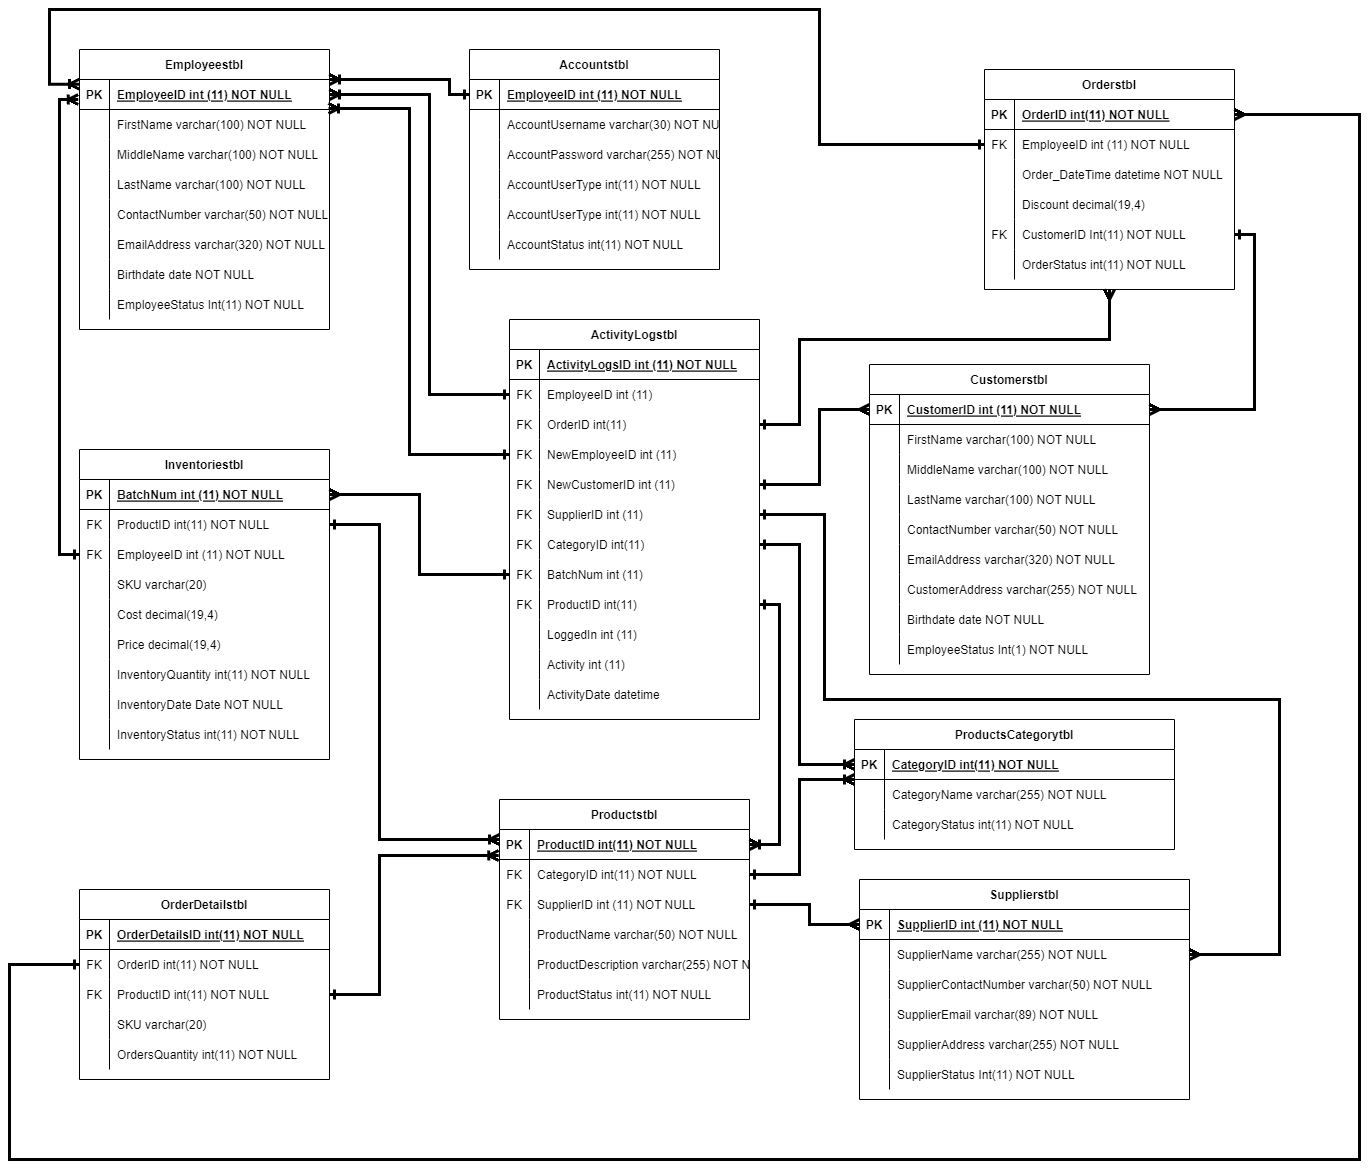 Employeestbl
PK EmployeeID int (11) NOT NULL
FirstName varchar(100) NOT NULL
MiddleName varchar(100) NOT NULL
LastName varchar(100) NOT NULL
ContactNumber varchar(50) NOT NULL
EmailAddress varchar(320) NOT NULL
Birthdate date NOT NULL
EmployeeStatus Int(11) NOT NULL
Accountstbl
PK EmployeeID int (11) NOT NULL
AccountUsername varchar(30) NOT NU
AccountPassword varchar(255) NOT NU
AccountUserType int(11) NOT NULL
AccountUserType int(11) NOT NULL
AccountStatus int(11) NOT NULL
Orderstbl
PK OrderID int(11) NOT NULL
FK EmployeeID int (11) NOT NULL
Order_DateTime datetime NOT NULL
Discount decimal(19,4)
FK CustomerID Int(11) NOT NULL
OrderStatus int(11) NOT NULL
ActivityLogstbl
PK ActivityLogsID int (11) NOT NULL
FK EmployeeID int (11)
FK OrderID int(11)
FK NewEmployeeID int (11)
FK NewCustomerID int (11)
FK SupplierID int (11)
FK CategoryID int(11)
FK BatchNum int (11)
FK ProductID int(11)
LoggedIn int (11)
Activity int (11)
ActivityDate datetime
Customerstbl
PK CustomerID int (11) NOT NULL
FirstName varchar(100) NOT NULL
MiddleName varchar(100) NOT NULL
LastName varchar(100) NOT NULL
ContactNumber varchar(50) NOT NULL
EmailAddress varchar(320) NOT NULL
CustomerAddress varchar(255) NOT NULL
Birthdate date NOT NULL
EmployeeStatus Int(1) NOT NULL
Inventoriestbl
PK BatchNum int (11) NOT NULL
FK ProductID int(11) NOT NULL
FK EmployeeID int (11) NOT NULL
SKU varchar(20)
Cost decimal(19,4)
Price decimal(19,4)
InventoryQuantity int(11) NOT NULL
InventoryDate Date NOT NULL
InventoryStatus int(11) NOT NULL
ProductsCategorytbl
PK CategoryID int(11) NOT NULL
CategoryName varchar(255) NOT NULL
CategoryStatus int(11) NOT NULL
Productstbl
PK ProductID int(11) NOT NULL
FK CategoryID int(11) NOT NULL
FK SupplierID int (11) NOT NULL
ProductName varchar(50) NOT NULL
ProductDescription varchar(255) NOT N
ProductStatus int(11) NOT NULL
OrderDetailstbl
PK OrderDetailsID int(11) NOT NULL
FK OrderID int(11) NOT NULL
FK ProductID int(11) NOT NULL
SKU varchar(20)
OrdersQuantity int(11) NOT NULL
Supplierstbl
PK SupplierID int (11) NOT NULL
SupplierName varchar(255) NOT NULL
SupplierContactNumber varchar(50) NOT NULL
SupplierEmail varchar(89) NOT NULL
SupplierAddress varchar(255) NOT NULL
SupplierStatus Int(11) NOT NULL